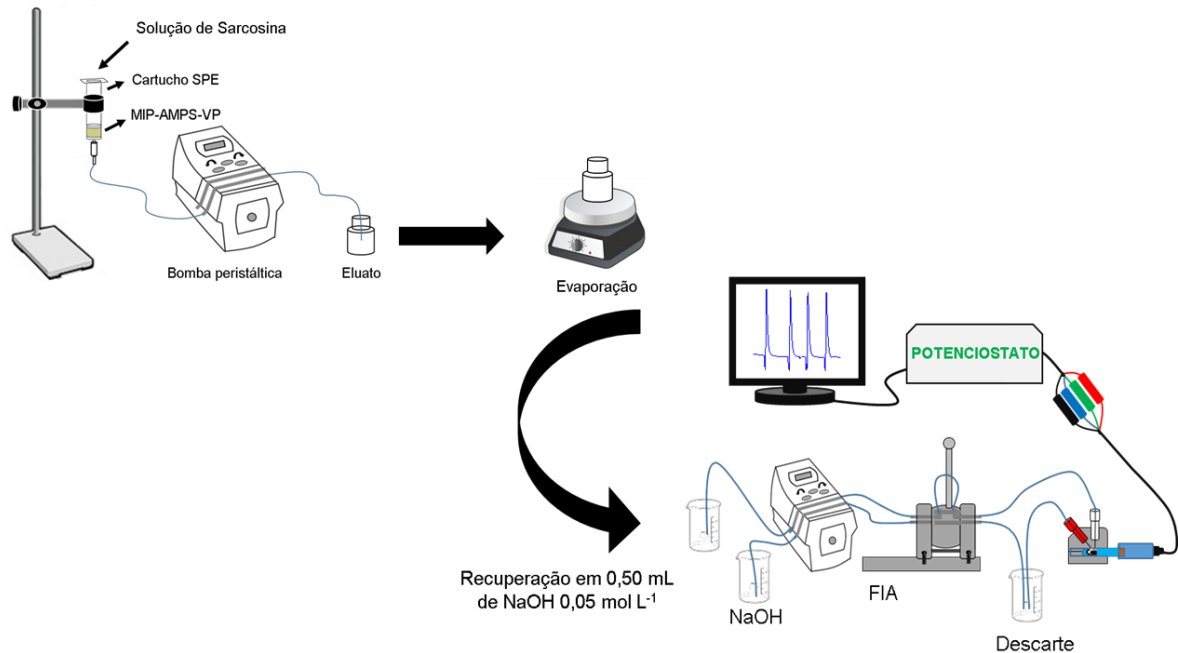 Solução de Sarcosina
Cartucho SPE
MIP-AMPS-VP
Bomba peristáltica
Eluato
Evaporação
POTENCIOSTATO
Recuperação em 0,50 mL
de NaOH 0,05 mol L⁻¹
NaOH
FIA
Descarte